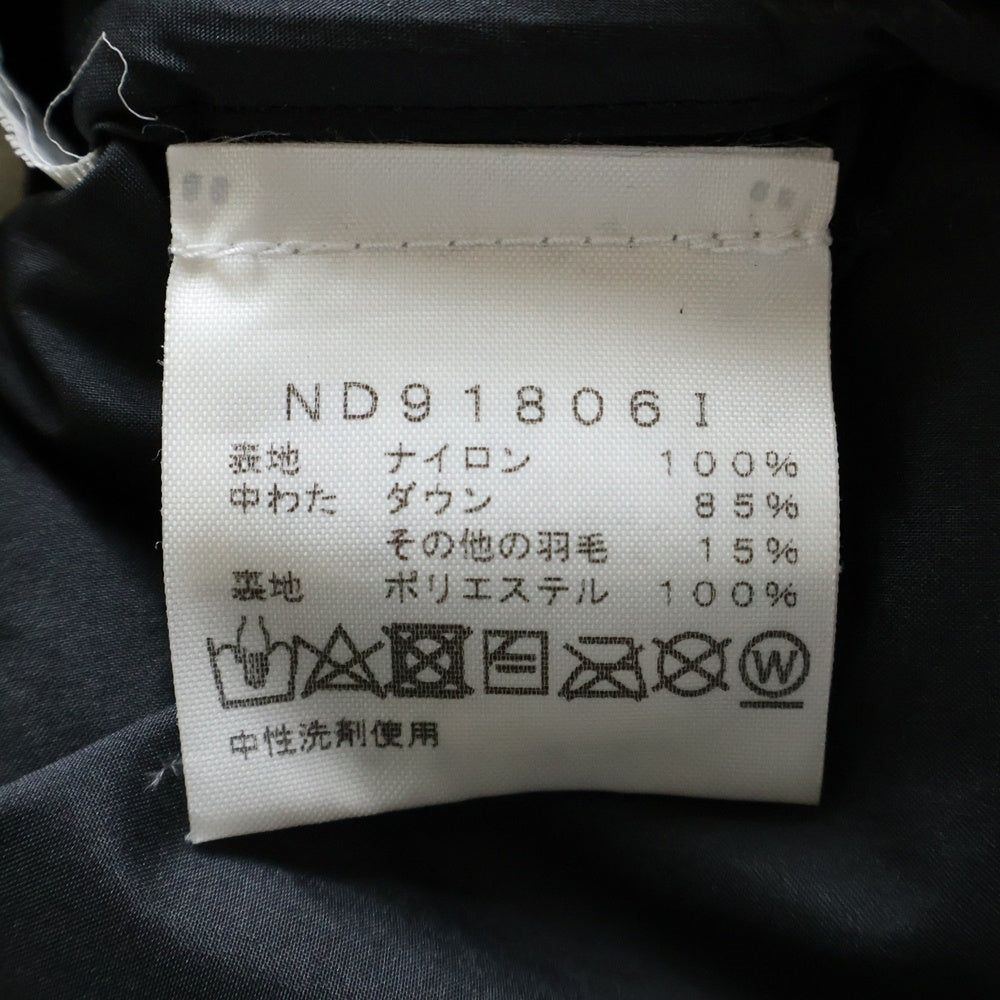 ND91806I
表地 ナイロン 100%
中わた ダウン 85%
その他の羽毛 15%
裏地 ポリエステル 100%
W
中性洗剤使用